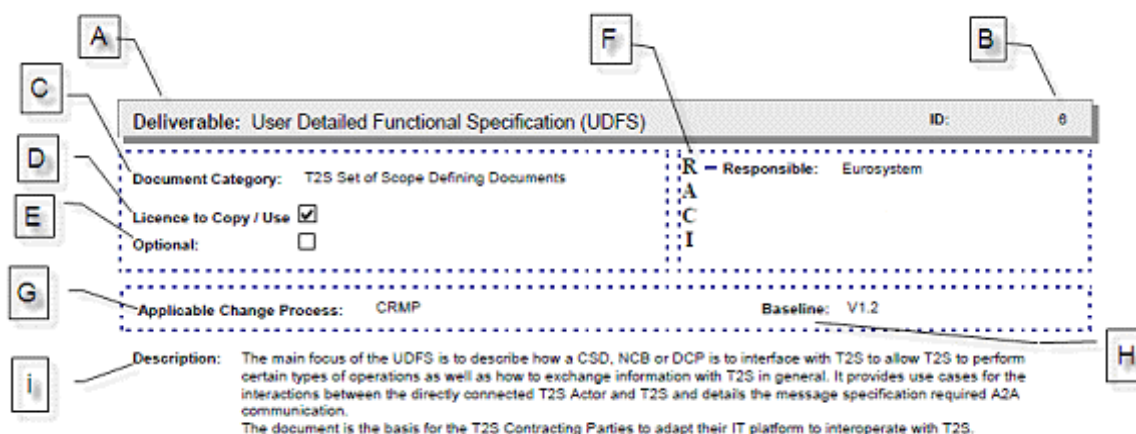 A
F
B
C
Deliverable: User Detailed Functional Specification (UDFS) ID: 6
D
Document Category: T2S Set of Scope Defining Documents
R – Responsible: Eurosystem
A
E
Licence to Copy / Use
C
Optional:
I
G
Applicable Change Process: CRMP Baseline: V1.2
H
i
Description: The main focus of the UDFS is to describe how a CSD, NCB or DCP is to interface with T2S to allow T2S to perform
certain types of operations as well as how to exchange information with T2S in general. It provides use cases for the
interactions between the directly connected T2S Actor and T2S and details the message specification required A2A
communication.
The document is the basis for the T2S Contracting Parties to adapt their IT platform to interoperate with T2S.